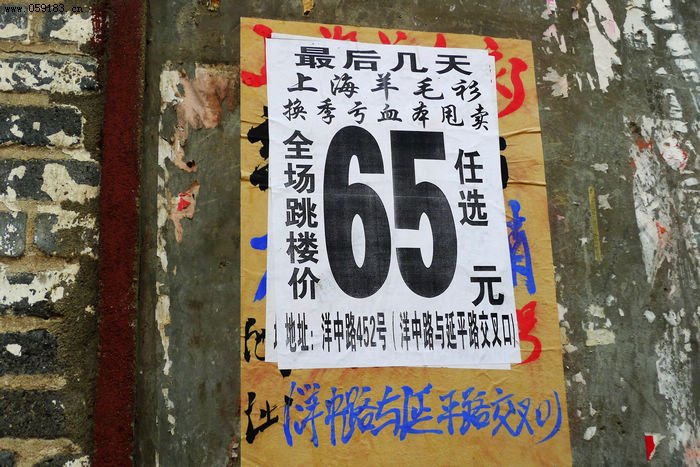 www.059183.cn
最后几天
上海羊毛衫
换季亏血本甩卖
全场跳楼价
65
任选
元
地址：洋中路452号（洋中路与延平路交叉口）
洋中路与延平路交叉口)